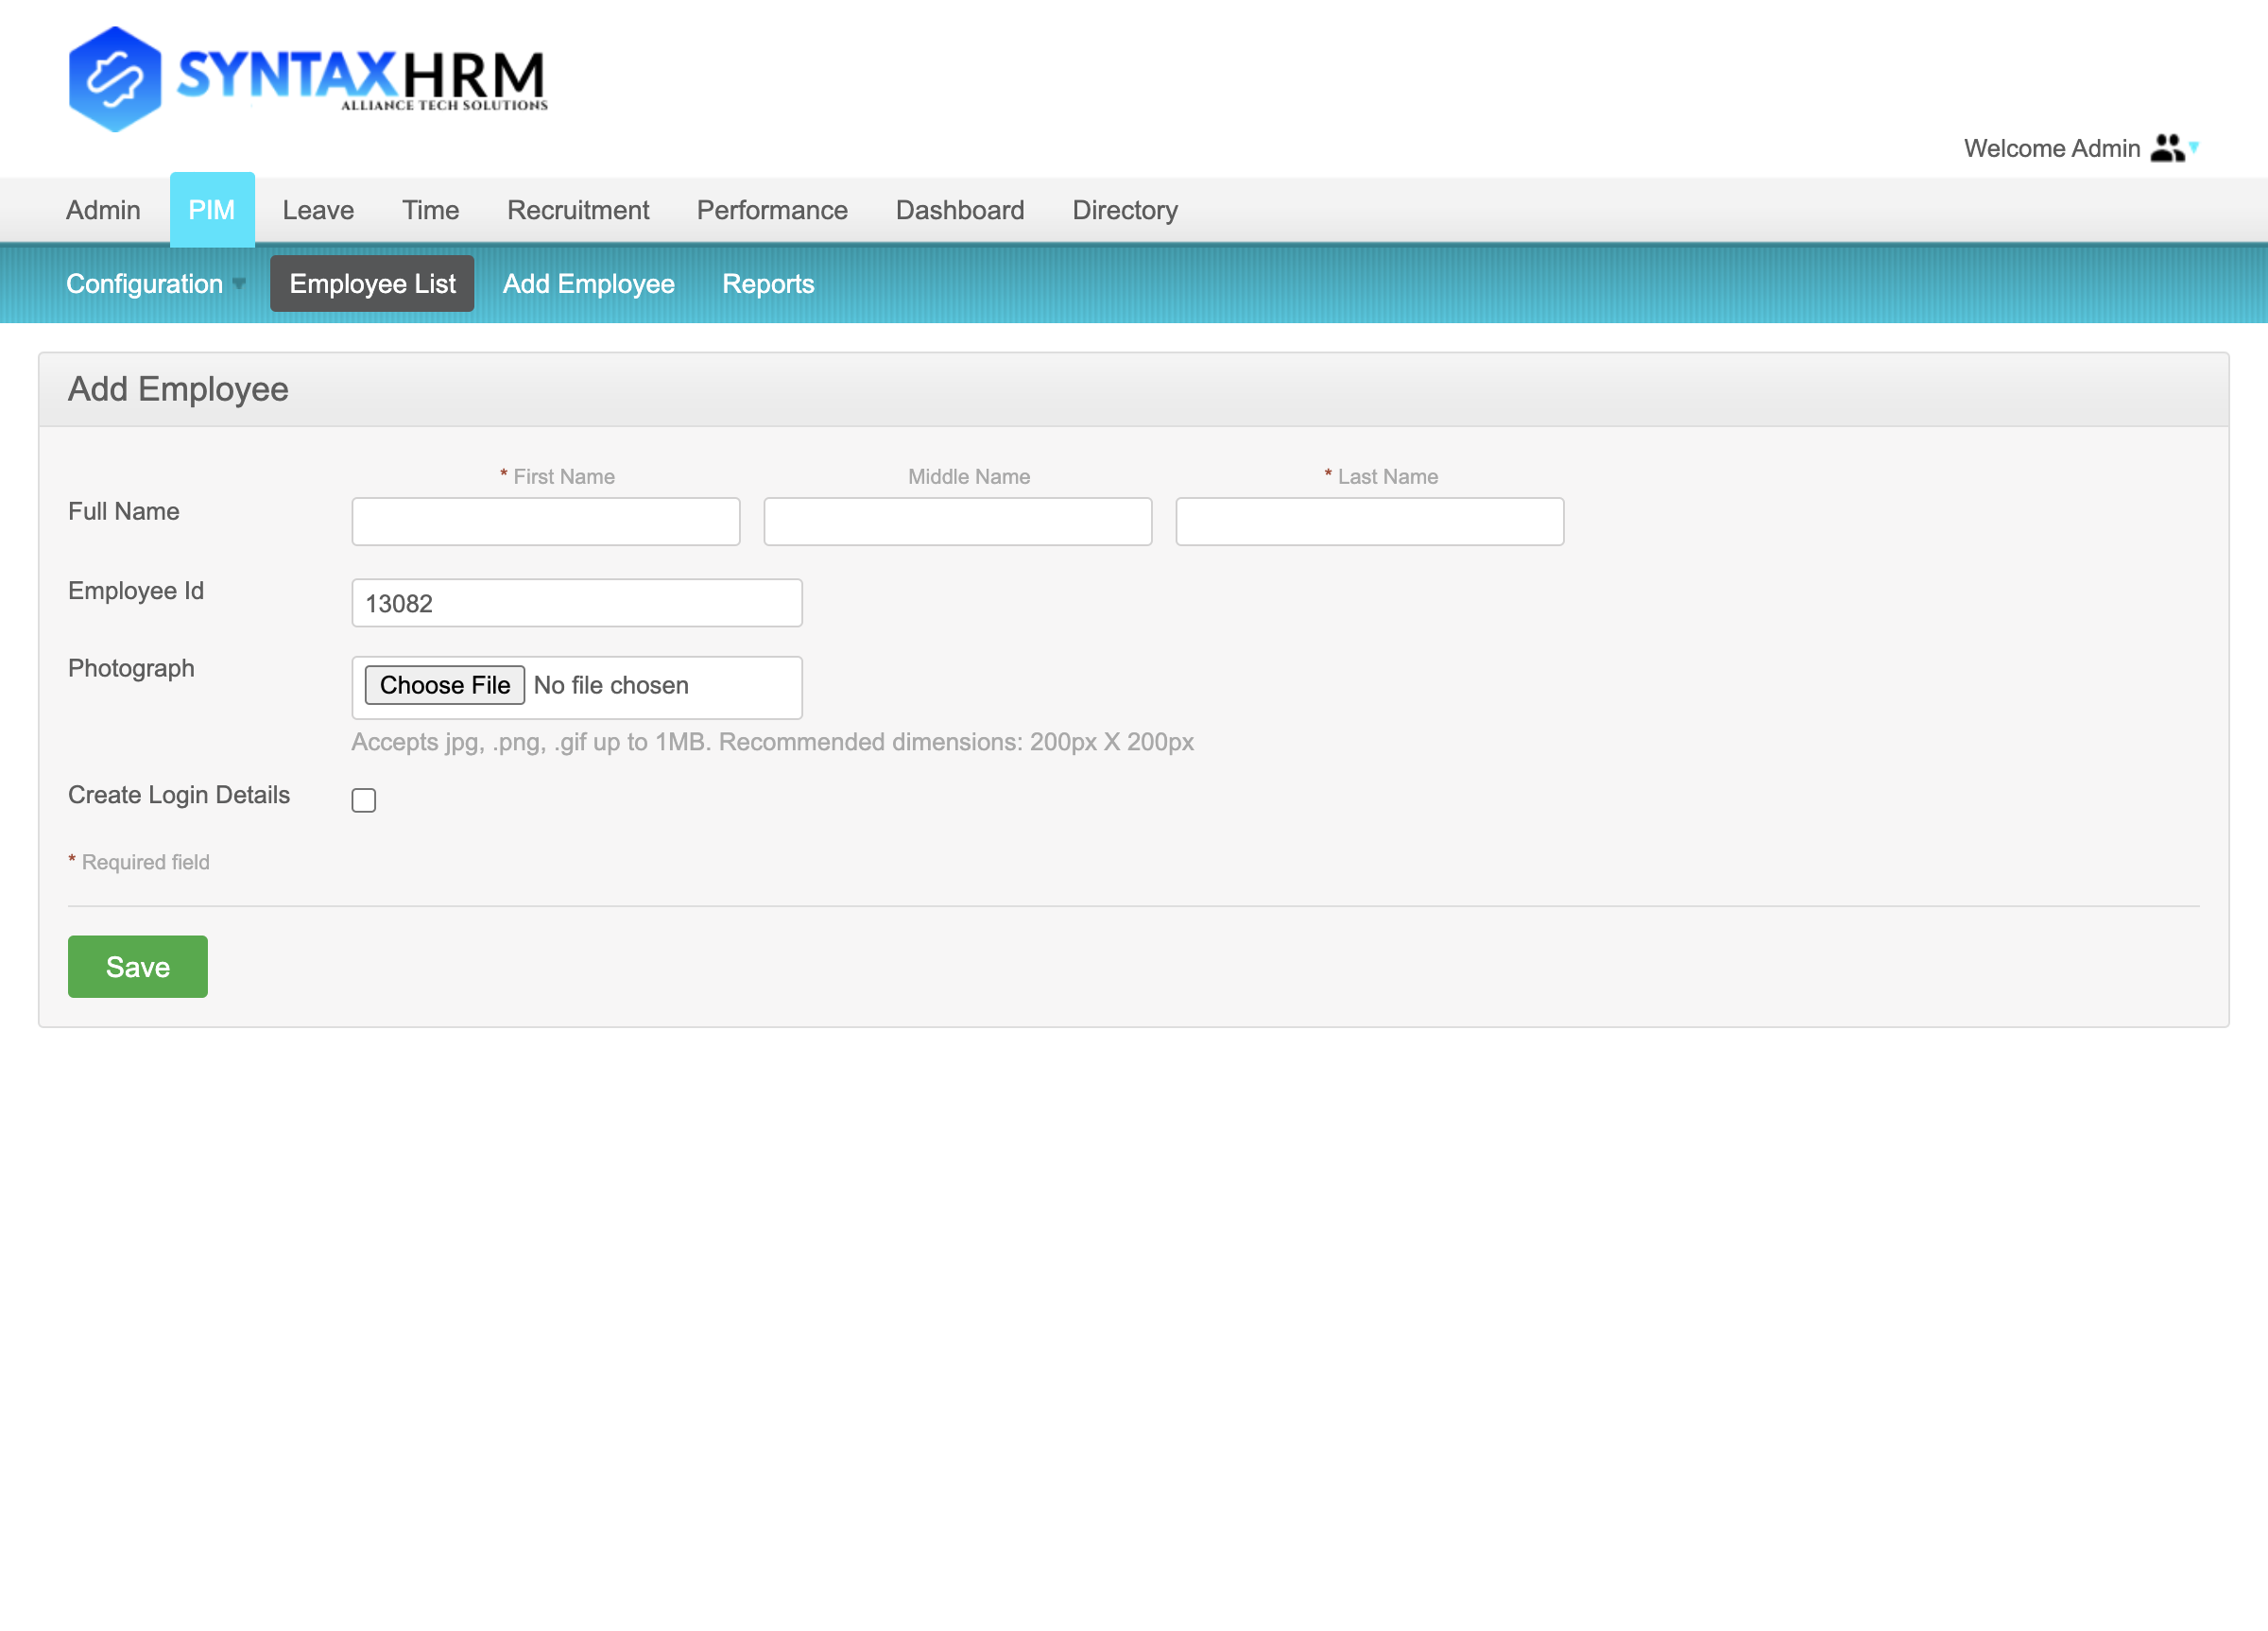 SYNTAXHRM
ALLIANCE TECH SOLUTIONS
Welcome Admin
Admin PIM Leave Time Recruitment Performance Dashboard Directory
Configuration Employee List Add Employee Reports
Add Employee
* First Name Middle Name * Last Name
Full Name
Employee Id 13082
Photograph Choose File No file chosen
Accepts jpg, .png, .gif up to 1MB. Recommended dimensions: 200px X 200px
Create Login Details
* Required field
Save